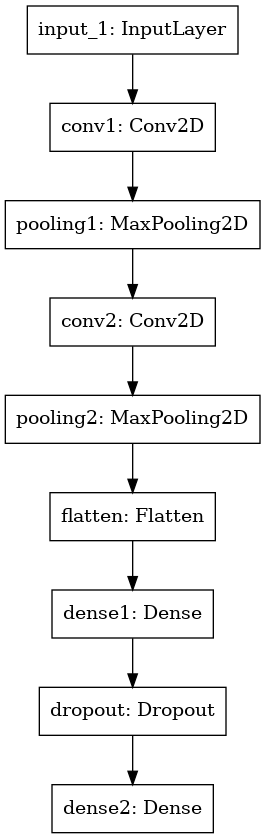 input_1: InputLayer
conv1: Conv2D
pooling1: MaxPooling2D
conv2: Conv2D
pooling2: MaxPooling2D
flatten: Flatten
dense1: Dense
dropout: Dropout
dense2: Dense